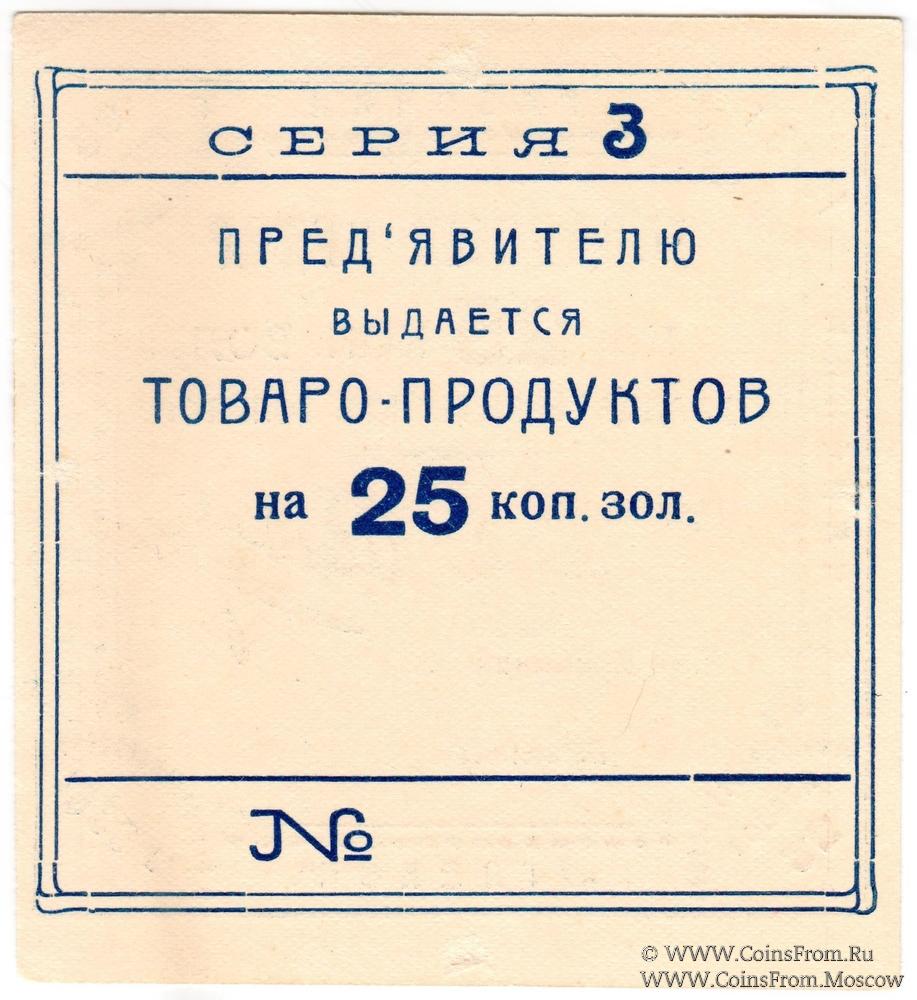 СЕРИЯ 3
ПРЕД‘ЯВИТЕЛЮ
ВЫДАЕТСЯ
ТОВАРО-ПРОДУКТОВ
на 25 коп. зол.
№
© WWW.CoinsFrom.Ru
WWW.CoinsFrom.Moscow